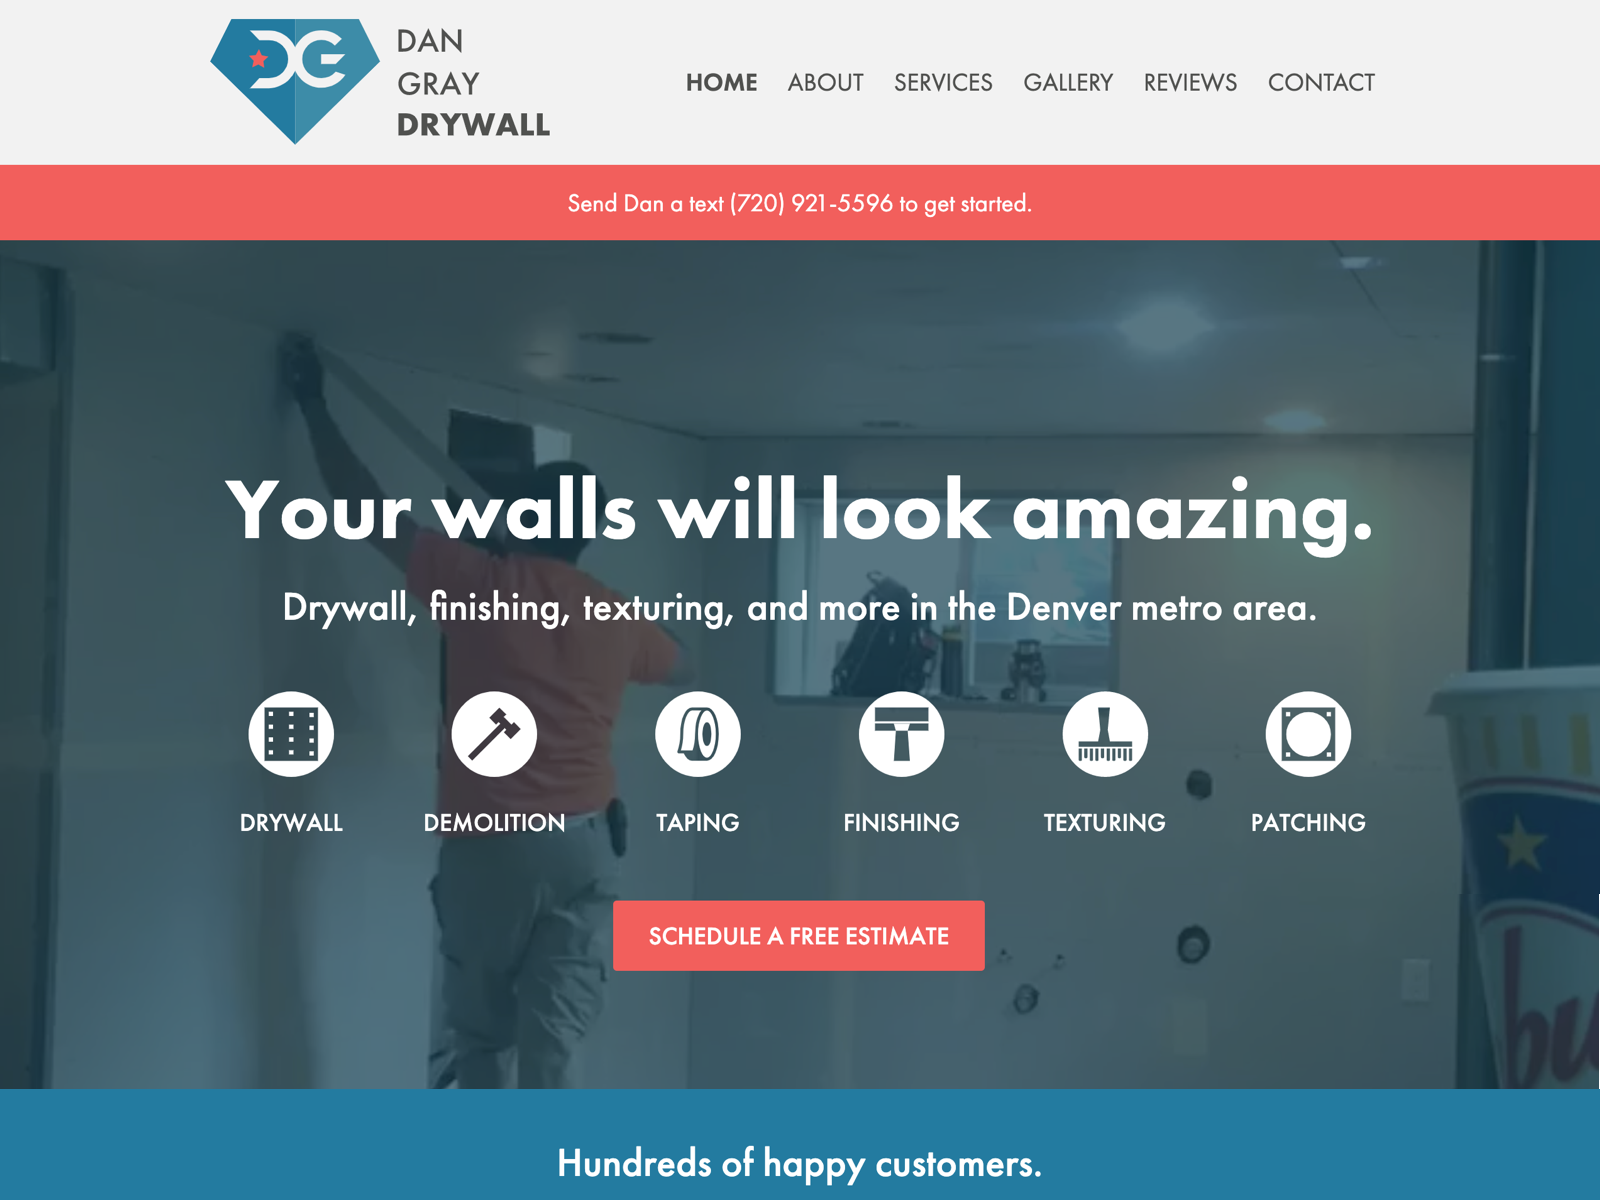 DG
DAN
GRAY
DRYWALL
HOME ABOUT SERVICES GALLERY REVIEWS CONTACT
Send Dan a text (720) 921-5596 to get started.
Your walls will look amazing.
Drywall, finishing, texturing, and more in the Denver metro area.
DRYWALL DEMOLITION TAPING FINISHING TEXTURING PATCHING
SCHEDULE A FREE ESTIMATE
bu
Hundreds of happy customers.